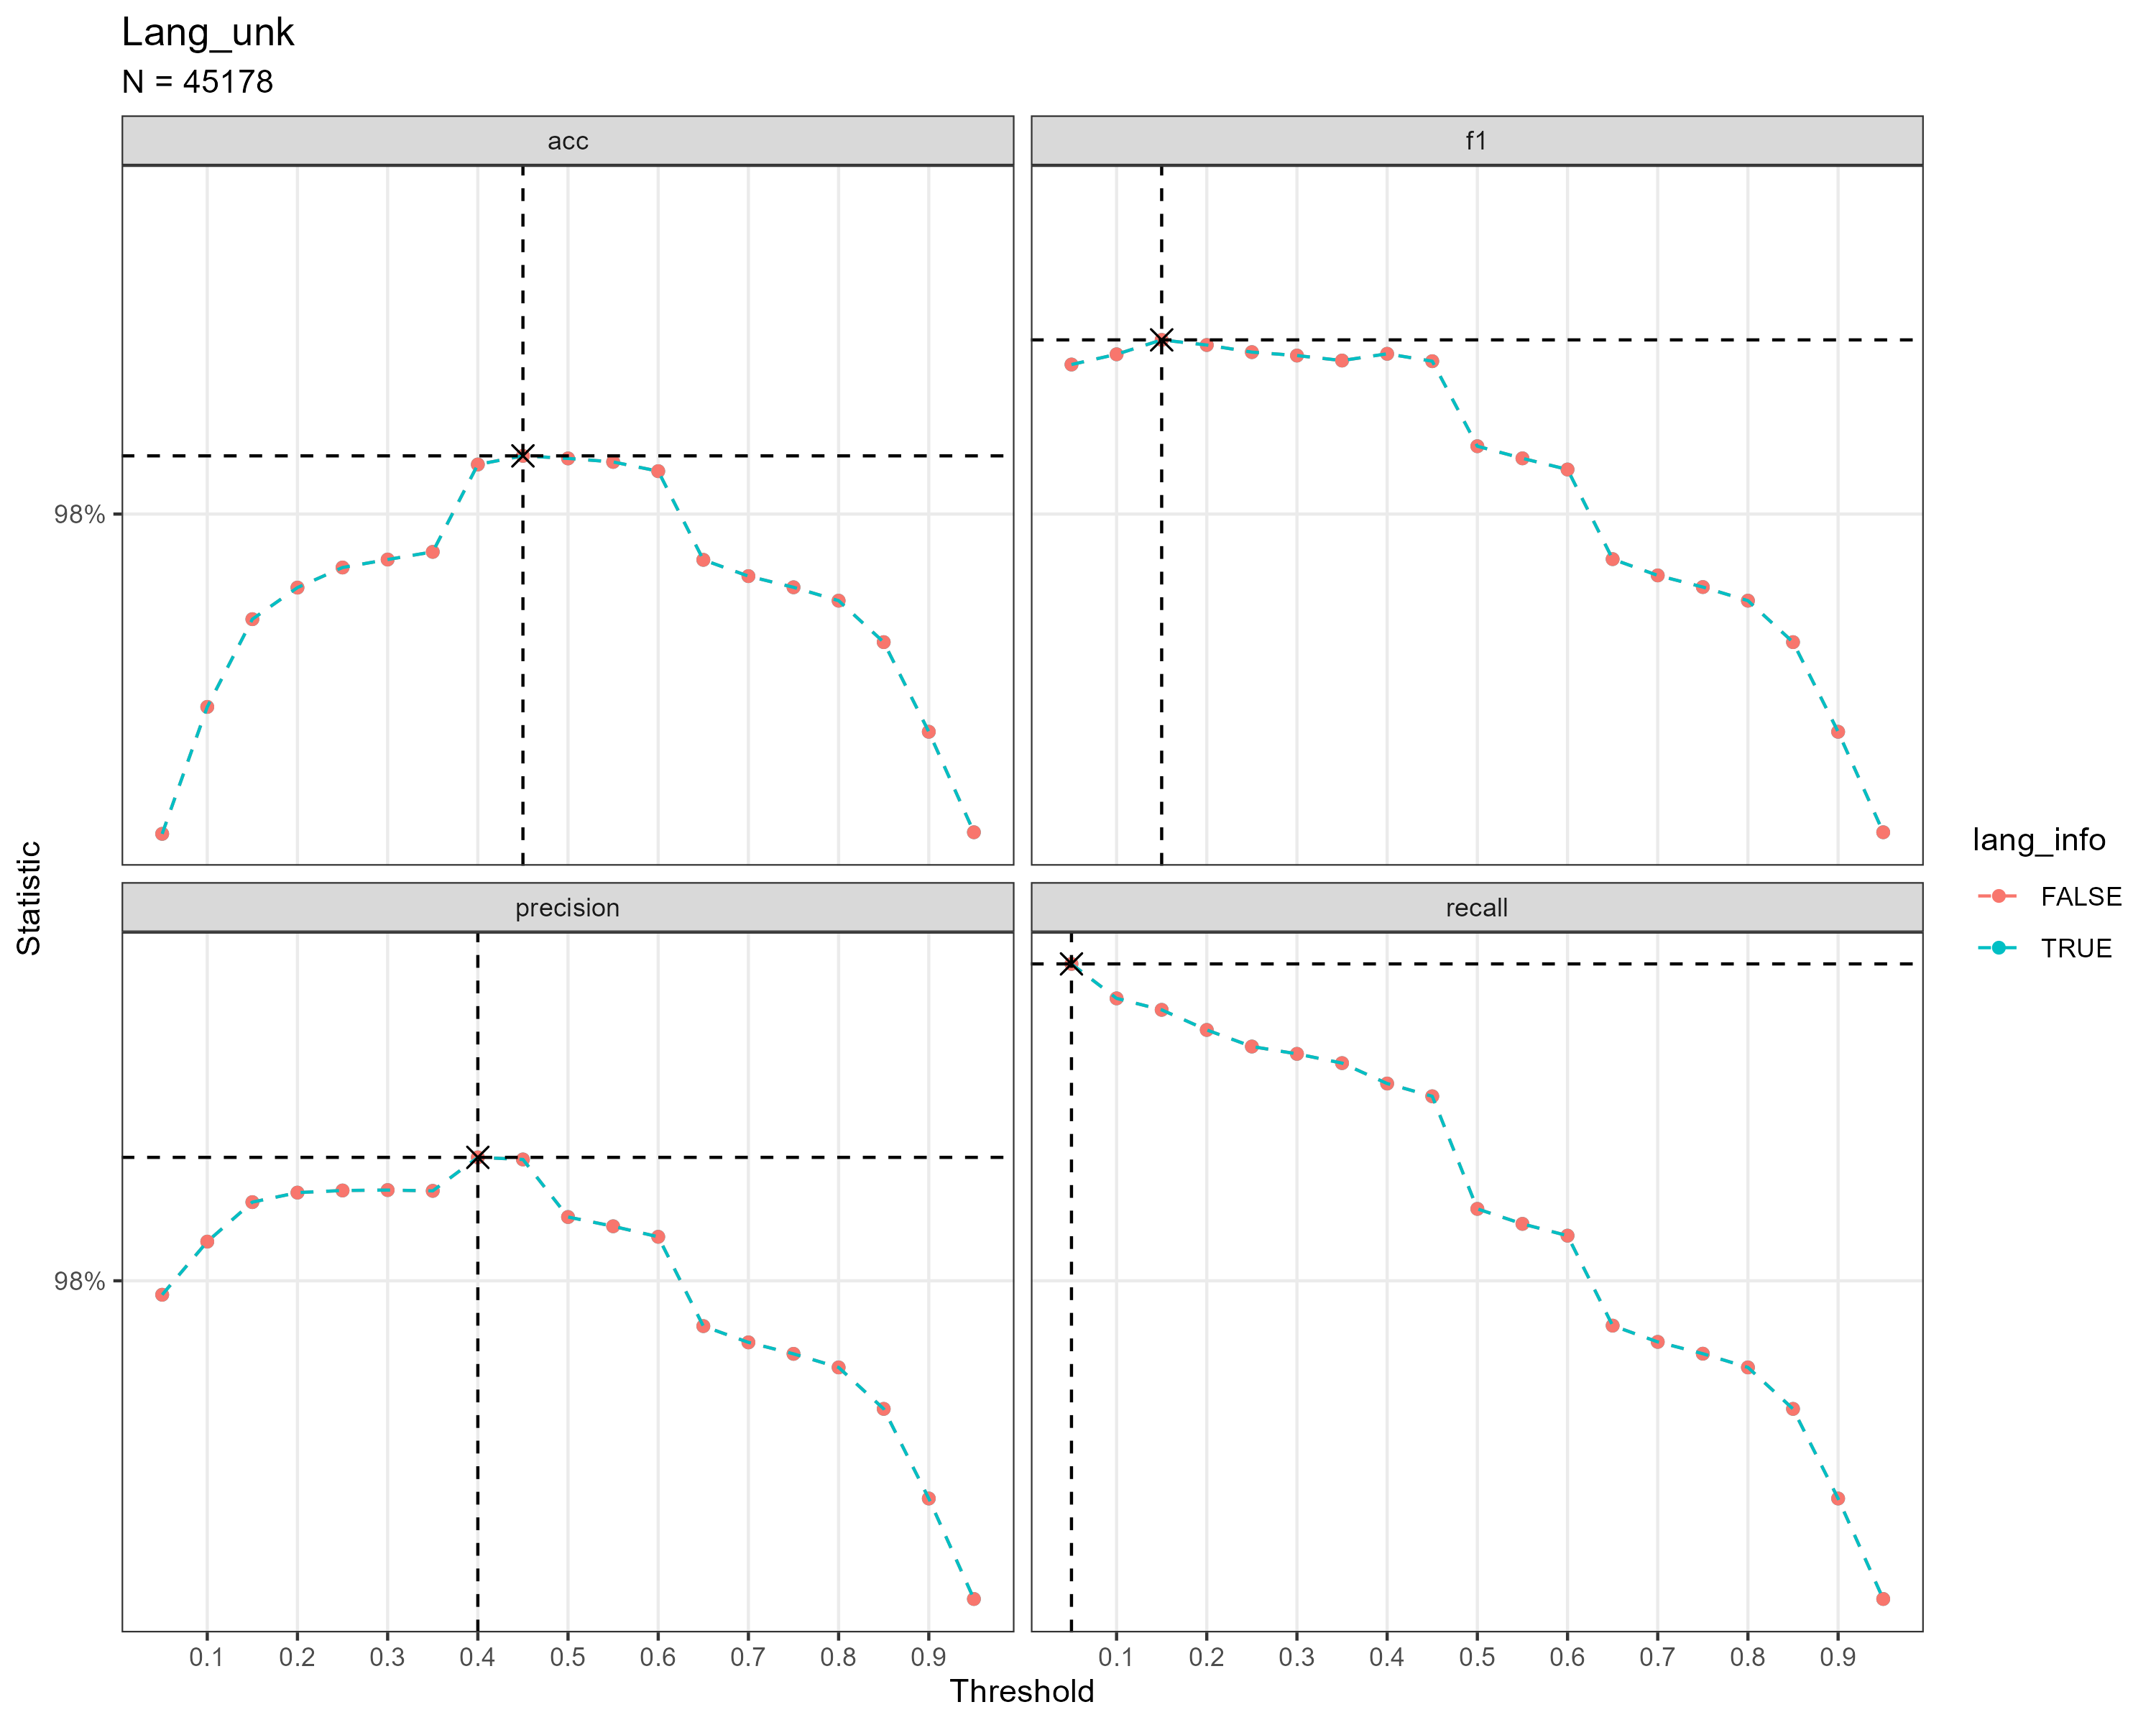 Lang_unk
N = 45178
acc
f1
98%
precision
recall
98%
Statistic
0.1 0.2 0.3 0.4 0.5 0.6 0.7 0.8 0.9
0.1 0.2 0.3 0.4 0.5 0.6 0.7 0.8 0.9
Threshold
lang_info
FALSE
TRUE